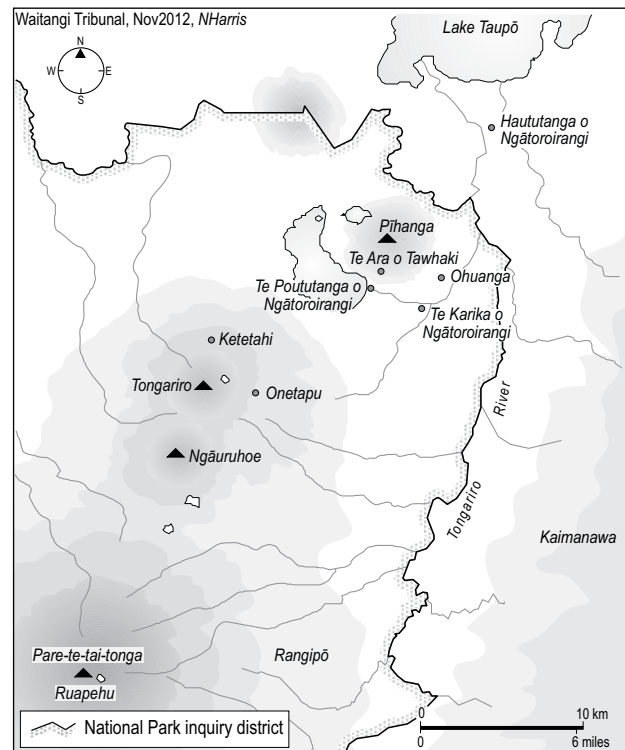 Waitangi Tribunal, Nov2012, NHarris
N
W E
S
Lake Taupō
Haututanga o
Ngātoroirangi
Pīhanga
Te Ara o Tawhaki
Ohuanga
Te Poututanga o
Ngātoroirangi
Te Karika o
Ngātoroirangi
Ketetahi
Tongariro
Onetapu
River
Ngāuruhoe
Tongariro
Kaimanawa
Pare-te-tai-tonga
Rangipō
Ruapehu
National Park inquiry district
0 10 km
0 6 miles